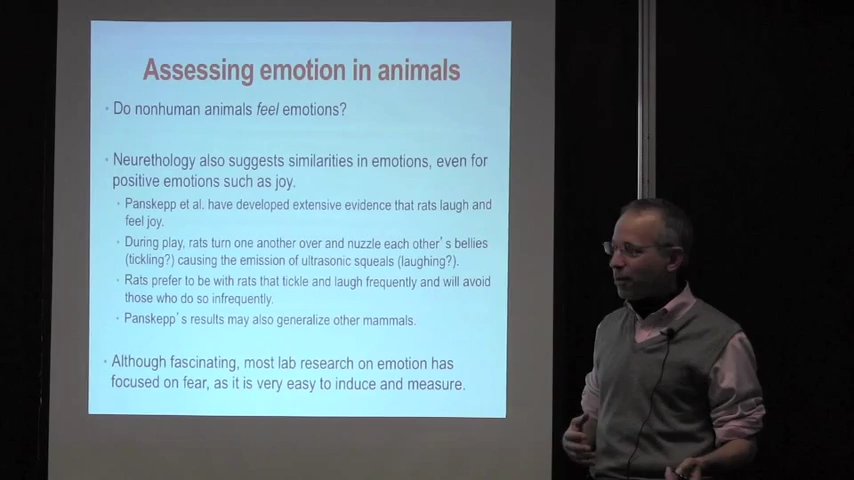 Assessing emotion in animals
• Do nonhuman animals feel emotions?
• Neurethology also suggests similarities in emotions, even for
positive emotions such as joy.
• Panskepp et al. have developed extensive evidence that rats laugh and
feel joy.
• During play, rats turn one another over and nuzzle each other's bellies
(tickling?) causing the emission of ultrasonic squeals (laughing?).
• Rats prefer to be with rats that tickle and laugh frequently and will avoid
those who do so infrequently.
• Panskepp's results may also generalize other mammals.
• Although fascinating, most lab research on emotion has
focused on fear, as it is very easy to induce and measure.